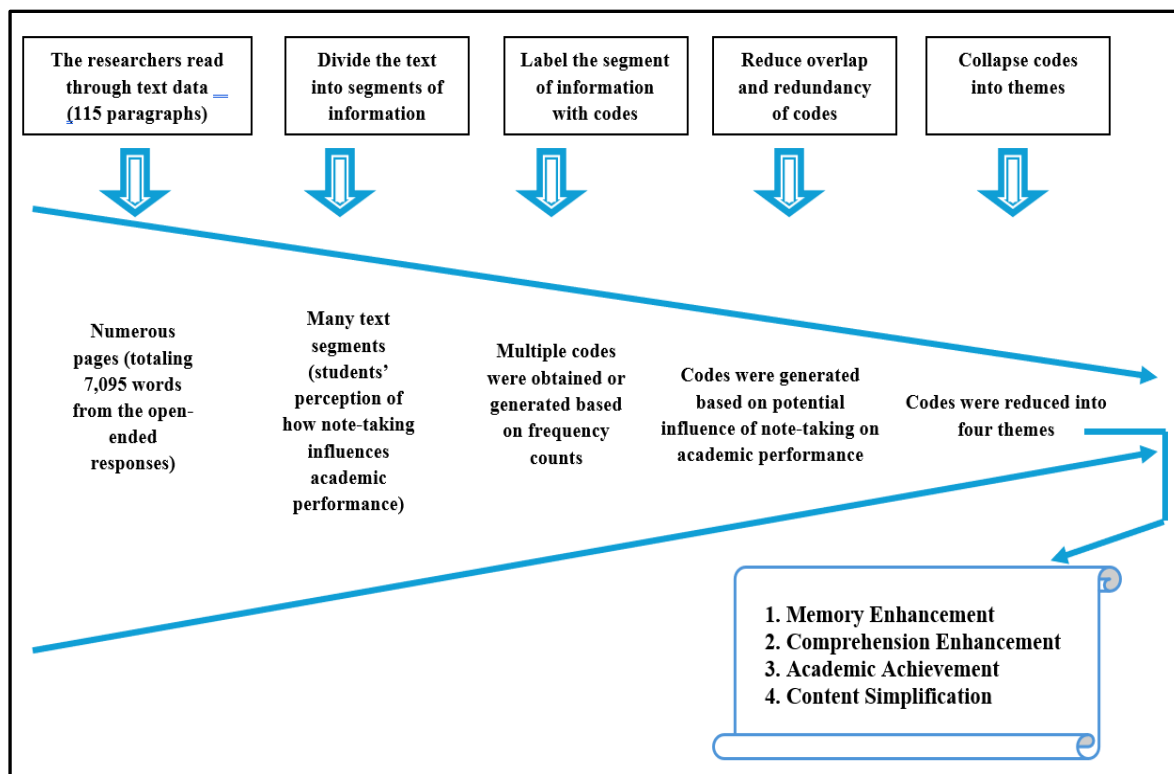 The researchers read
through text data
(115 paragraphs)
Divide the text
into segments of
information
Label the segment
of information
with codes
Reduce overlap
and redundancy
of codes
Collapse codes
into themes
Numerous
pages (totaling
7,095 words
from the open-
ended
responses)
Many text
segments
(students’
perception of
how note-taking
influences
academic
performance)
Multiple codes
were obtained or
generated based
on frequency
counts
Codes were generated
based on potential
influence of note-taking on
academic performance
Codes were reduced into
four themes
1. Memory Enhancement
2. Comprehension Enhancement
3. Academic Achievement
4. Content Simplification